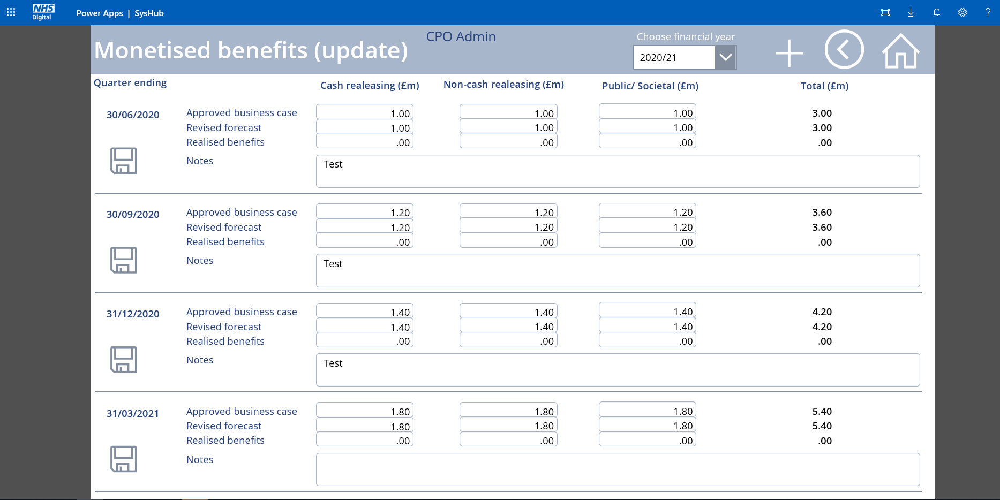 NHS
Digital
Power Apps | SysHub
?
Monetised benefits (update)
CPO Admin
Choose financial year
2020/21
Quarter ending
Cash realeasing (£m)
Non-cash realeasing (£m)
Public/ Societal (£m)
Total (£m)
30/06/2020
Approved business case 1.00 1.00 1.00 3.00
Revised forecast 1.00 1.00 1.00 3.00
Realised benefits .00 .00 .00 .00
Notes
Test
30/09/2020
Approved business case 1.20 1.20 1.20 3.60
Revised forecast 1.20 1.20 1.20 3.60
Realised benefits .00 .00 .00 .00
Notes
Test
31/12/2020
Approved business case 1.40 1.40 1.40 4.20
Revised forecast 1.40 1.40 1.40 4.20
Realised benefits .00 .00 .00 .00
Notes
Test
31/03/2021
Approved business case 1.80 1.80 1.80 5.40
Revised forecast 1.80 1.80 1.80 5.40
Realised benefits .00 .00 .00 .00
Notes